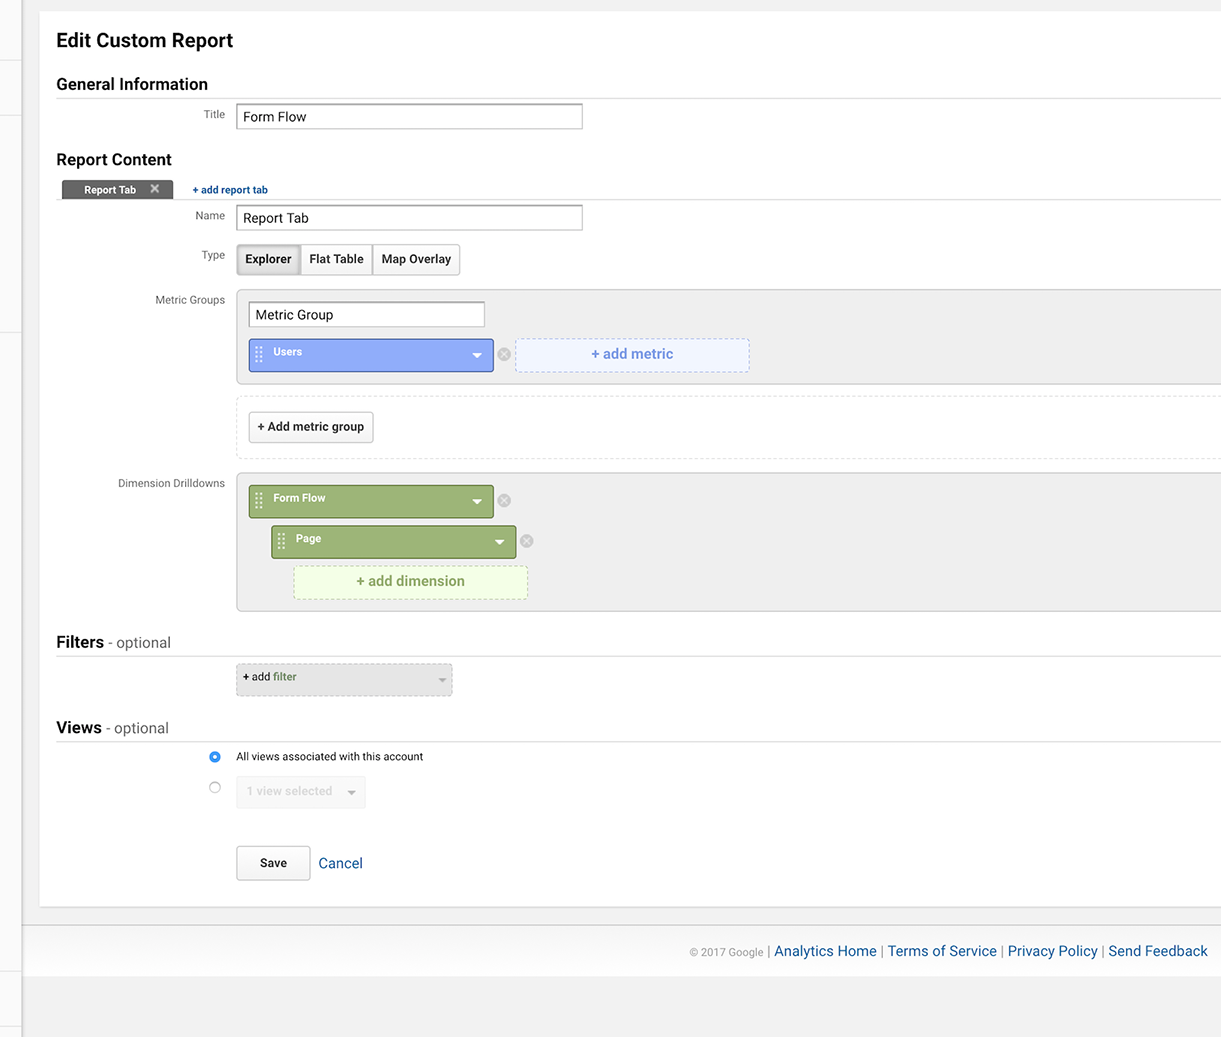 Edit Custom Report
General Information
Title
Form Flow
Report Content
Report Tab
+ add report tab
Name
Report Tab
Type
Explorer
Flat Table
Map Overlay
Metric Groups
Metric Group
Users
+ add metric
+ Add metric group
Dimension Drilldowns
Form Flow
Page
+ add dimension
Filters - optional
+ add filter
Views - optional
All views associated with this account
1 view selected
Save
Cancel
© 2017 Google | Analytics Home | Terms of Service | Privacy Policy | Send Feedback